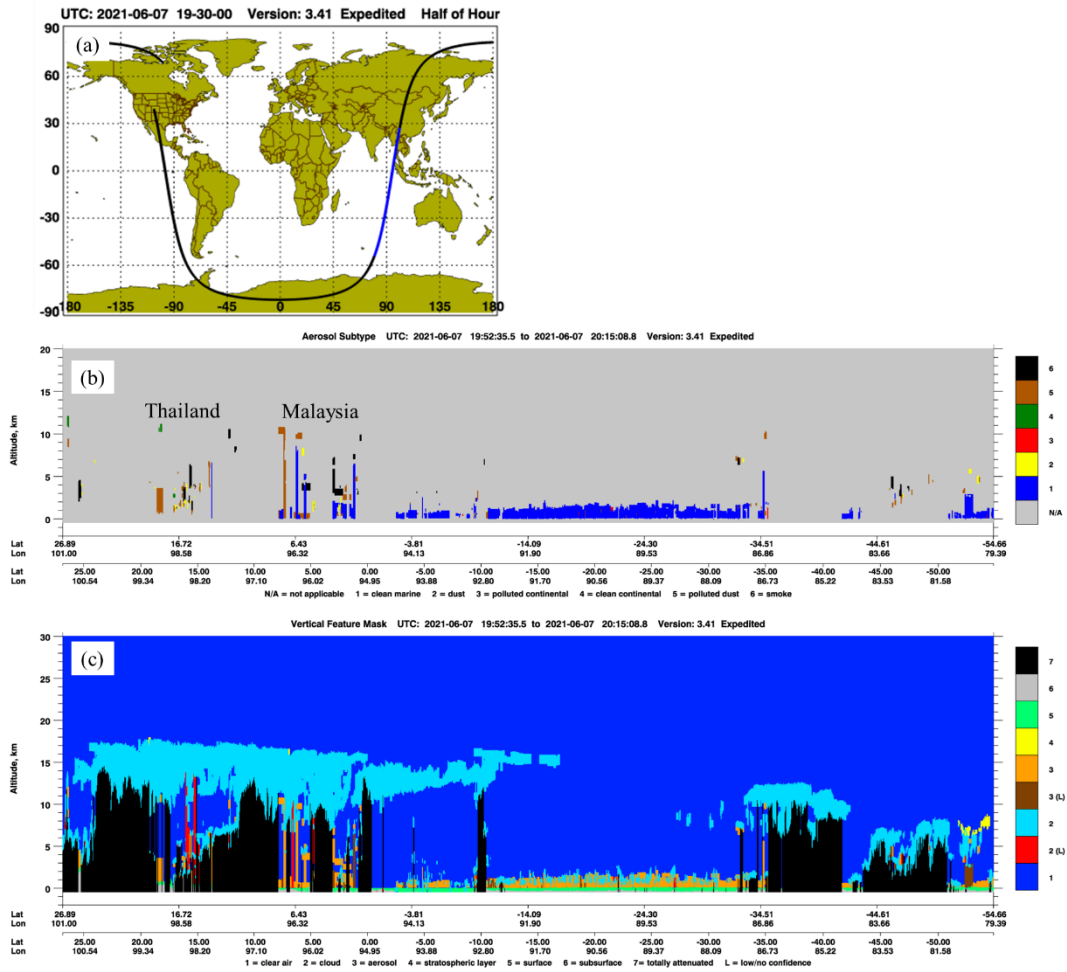 UTC: 2021-06-07 19-30-00 Version: 3.41 Expedited Half of Hour
(a)
90
60
30
0
-30
-60
-90
-180 -135 -90 -45 0 45 90 135 180
Aerosol Subtype UTC: 2021-06-07 19:52:35.5 to 2021-06-07 20:15:08.8 Version: 3.41 Expedited
(b)
Thailand Malaysia
Altitude, km
20
15
10
5
0
6
5
4
3
2
1
N/A
Lat 26.89 16.72 6.43 -3.81 -14.09 -24.30 -34.51 -44.61 -54.66
Lon 101.00 98.58 96.32 94.13 91.90 89.53 86.86 83.66 79.39
Lat 25.00 20.00 15.00 10.00 5.00 0.00 -5.00 -10.00 -15.00 -20.00 -25.00 -30.00 -35.00 -40.00 -45.00 -50.00
Lon 100.54 99.34 98.20 97.10 96.02 94.95 93.88 92.80 91.70 90.56 89.37 88.09 86.73 85.22 83.53 81.58
N/A = not applicable 1 = clean marine 2 = dust 3 = polluted continental 4 = clean continental 5 = polluted dust 6 = smoke
Vertical Feature Mask UTC: 2021-06-07 19:52:35.5 to 2021-06-07 20:15:08.8 Version: 3.41 Expedited
(c)
Altitude, km
30
25
20
15
10
5
0
7
6
5
4
3
3 (L)
2
2 (L)
1
Lat 26.89 16.72 6.43 -3.81 -14.09 -24.30 -34.51 -44.61 -54.66
Lon 101.00 98.58 96.32 94.13 91.90 89.53 86.86 83.66 79.39
Lat 25.00 20.00 15.00 10.00 5.00 0.00 -5.00 -10.00 -15.00 -20.00 -25.00 -30.00 -35.00 -40.00 -45.00 -50.00
Lon 100.54 99.34 98.20 97.10 96.02 94.95 93.88 92.80 91.70 90.56 89.37 88.09 86.73 85.22 83.53 81.58
1 = clear air 2 = cloud 3 = aerosol 4 = stratospheric layer 5 = surface 6 = subsurface 7= totally attenuated L = low/no confidence